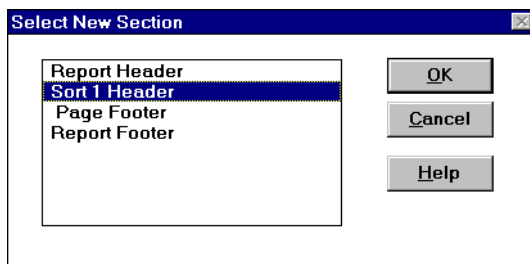 Select New Section
Report Header
Sort 1 Header
Page Footer
Report Footer
OK
Cancel
Help